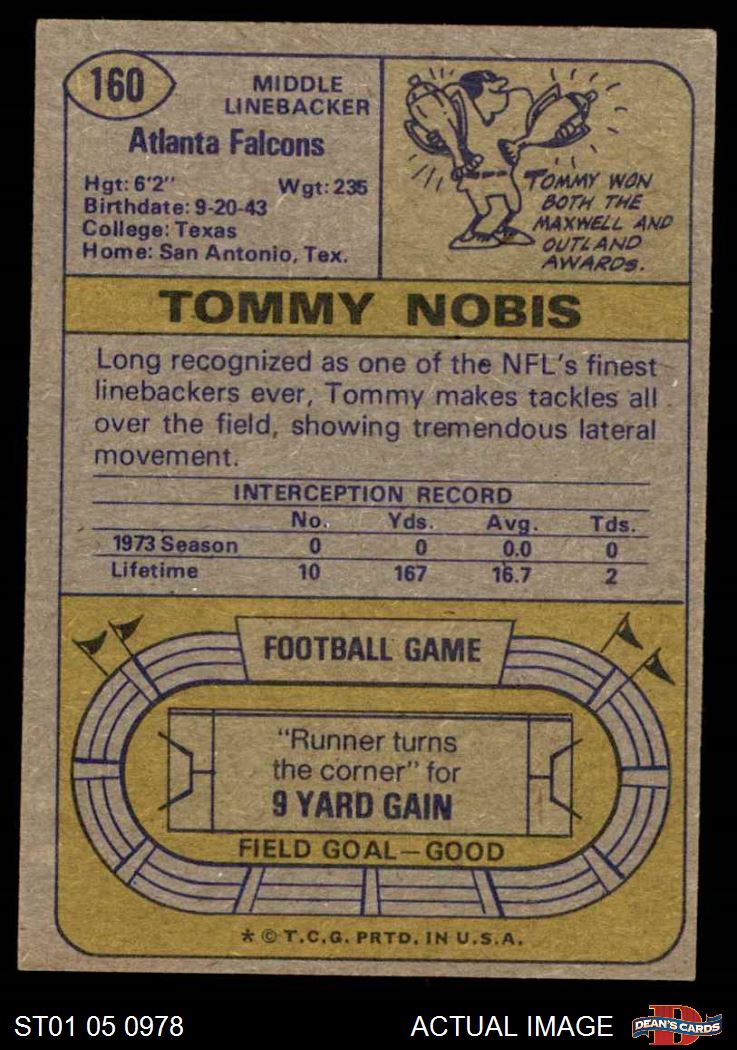 160
MIDDLE
LINEBACKER
Atlanta Falcons
Hgt: 6'2" Wgt: 235
Birthdate: 9-20-43
College: Texas
Home: San Antonio, Tex.
TOMMY WON
BOTH THE
MAXWELL AND
OUTLAND
AWARDS.
TOMMY NOBIS
Long recognized as one of the NFL's finest
linebackers ever, Tommy makes tackles all
over the field, showing tremendous lateral
movement.
INTERCEPTION RECORD
No. Yds. Avg. Tds.
1973 Season 0 0 0.0 0
Lifetime 10 167 16.7 2
FOOTBALL GAME
"Runner turns
the corner" for
9 YARD GAIN
FIELD GOAL—GOOD
* © T.C.G. PRTD. IN U.S.A.
ST01 05 0978 ACTUAL IMAGE DEAN'S CARDS